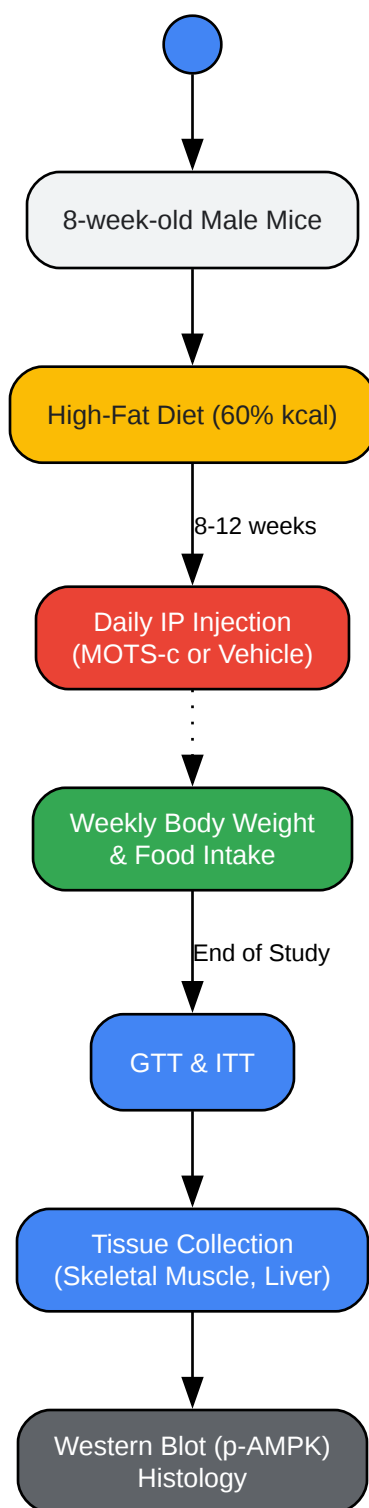 8-week-old Male Mice
High-Fat Diet (60% kcal)
8-12 weeks
Daily IP Injection
(MOTS-c or Vehicle)
Weekly Body Weight
& Food Intake
End of Study
GTT & ITT
Tissue Collection
(Skeletal Muscle, Liver)
Western Blot (p-AMPK)
Histology